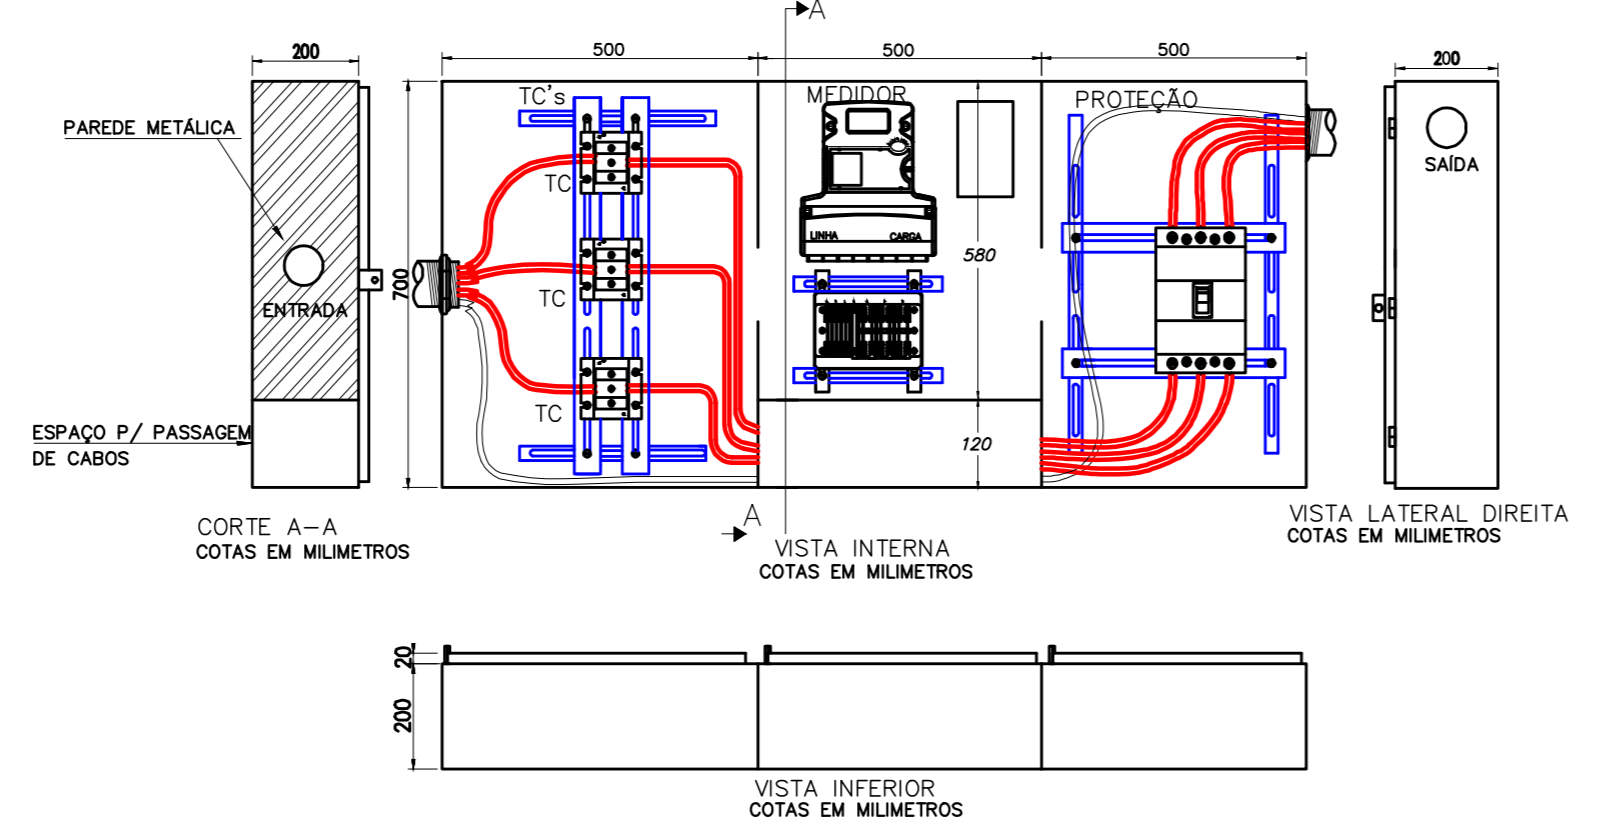 A
200
500
500
500
200
TC's
MEDIDOR
PROTEÇÃO
PAREDE METÁLICA
TC
SAÍDA
LINHA
CARGA
580
700
ENTRADA
TC
TC
ESPAÇO P/ PASSAGEM
DE CABOS
120
A
CORTE A-A
COTAS EM MILIMETROS
VISTA INTERNA
COTAS EM MILIMETROS
VISTA LATERAL DIREITA
COTAS EM MILIMETROS
20
200
VISTA INFERIOR
COTAS EM MILIMETROS